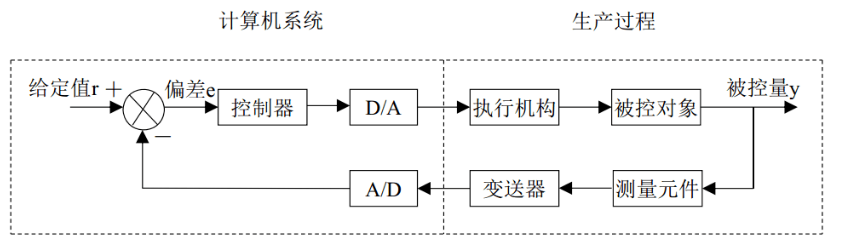 计算机系统 生产过程
给定值r + 偏差e 控制器 D/A 执行机构 被控对象 被控量y
−
A/D 变送器 测量元件